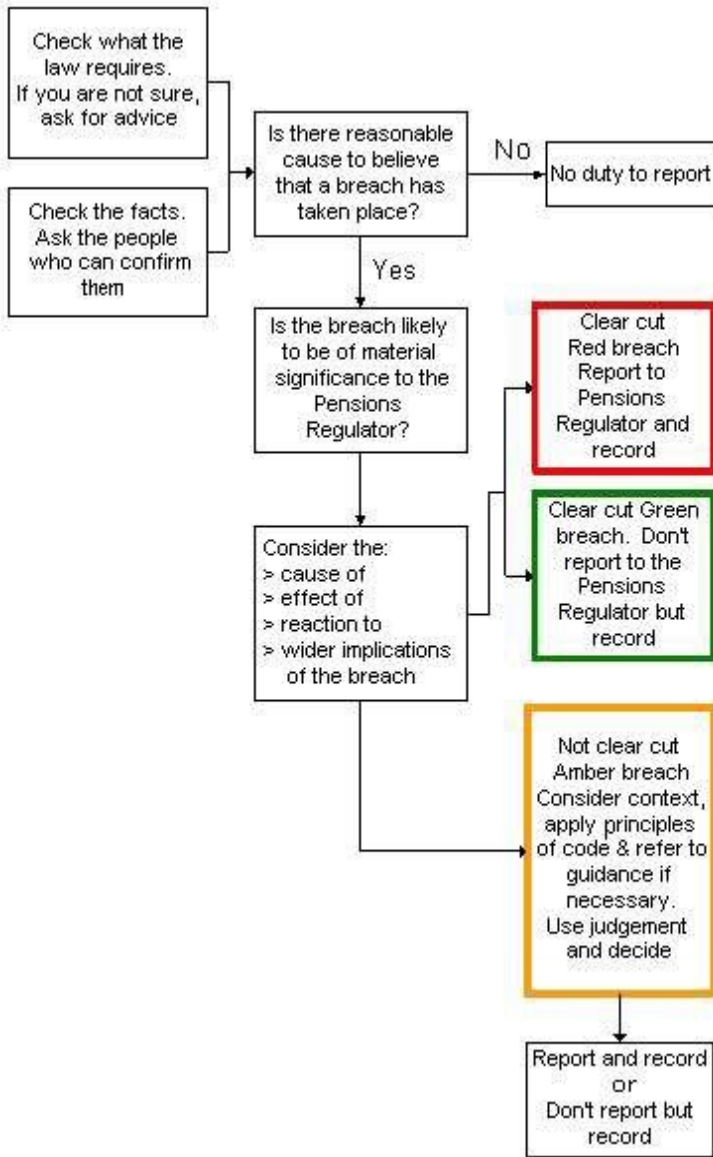 Check what the
law requires.
If you are not sure,
ask for advice
Check the facts.
Ask the people
who can confirm
them
Is there reasonable
cause to believe
that a breach has
taken place?
No
No duty to report
Yes
Is the breach likely
to be of material
significance to the
Pensions
Regulator?
Clear cut
Red breach
Report to
Pensions
Regulator and
record
Consider the:
> cause of
> effect of
> reaction to
> wider implications
of the breach
Clear cut Green
breach. Don't
report to the
Pensions
Regulator but
record
Not clear cut
Amber breach
Consider context,
apply principles
of code & refer to
guidance if
necessary.
Use judgement
and decide
Report and record
or
Don't report but
record